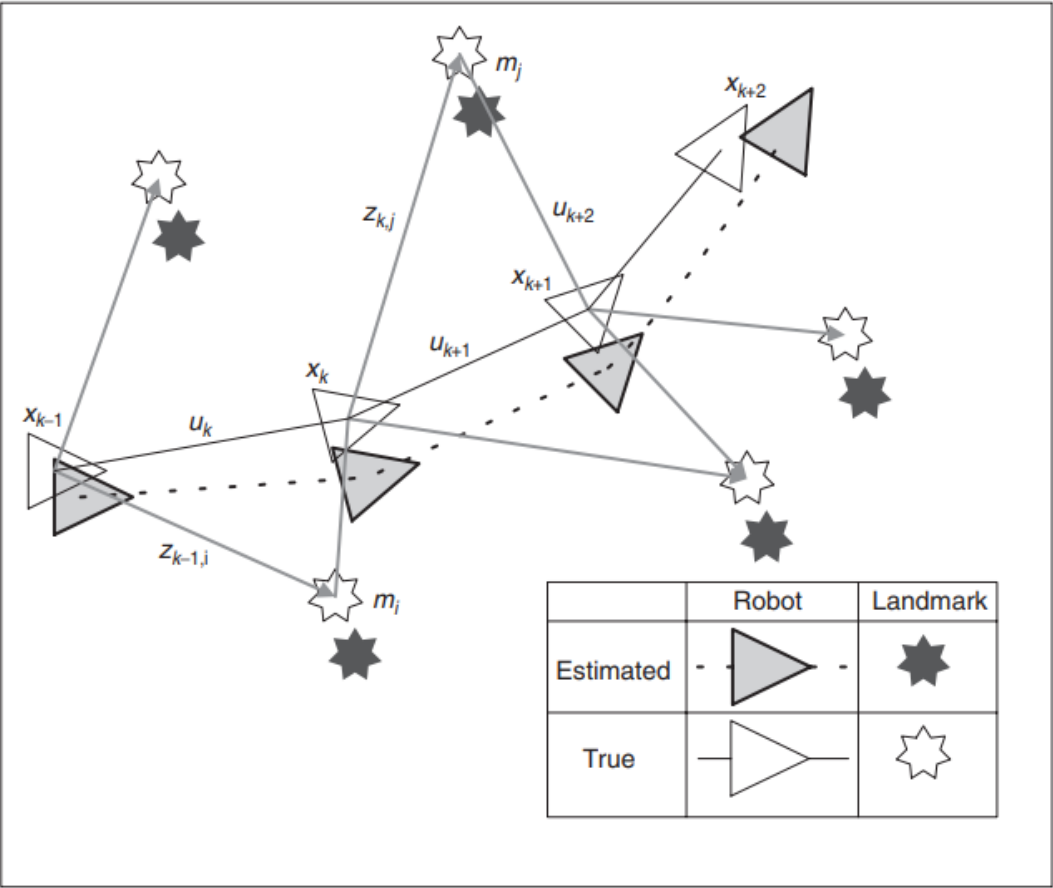 m_j
x_{k+2}
z_{k,j}
u_{k+2}
x_{k+1}
u_{k+1}
x_k
x_{k–1}
u_k
z_{k–1,i}
m_i
Robot Landmark
Estimated
True